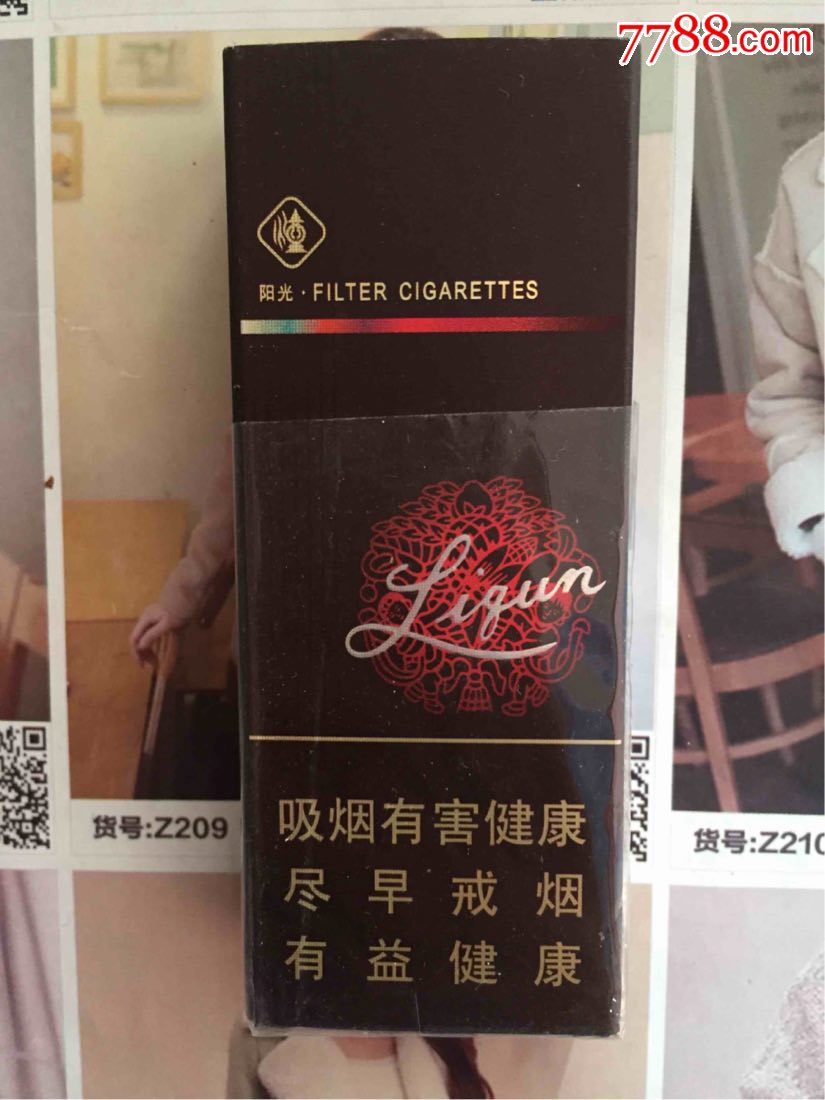 7788.com
阳光·FILTER CIGARETTES
Liqun
吸烟有害健康
尽早戒烟
有益健康
货号:Z209
货号:Z210